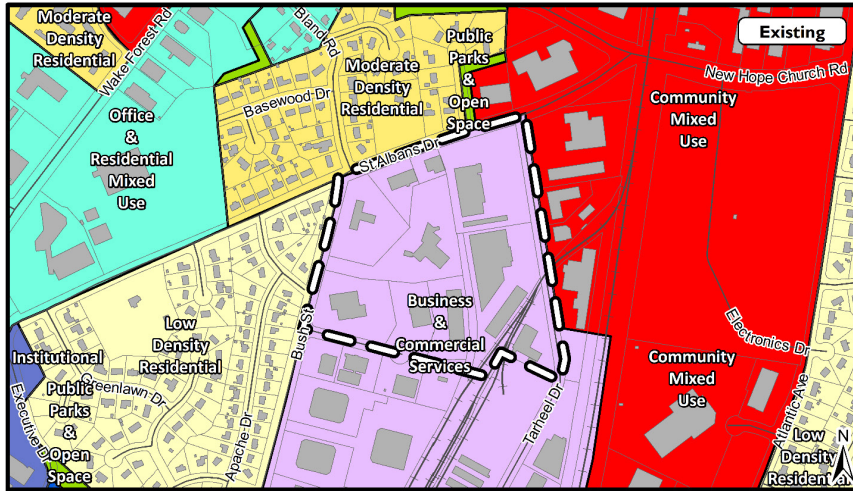 Existing
Moderate
Density
Residential
Wake Forest Rd
Bland Rd
Public
Parks
&
Open
Space
Moderate
Density
Residential
Basewood Dr
New Hope Church Rd
Community
Mixed
Use
Office
&
Residential
Mixed
Use
St Albans Dr
Low
Density
Residential
Bush St
Business
&
Commercial
Services
Electronics Dr
Institutional
Public
Parks
&
Open
Space
Greenlawn Dr
Executive Dr
Apache Dr
Tarheel Dr
Community
Mixed
Use
Atlantic Ave
Low
Density
Residential
N